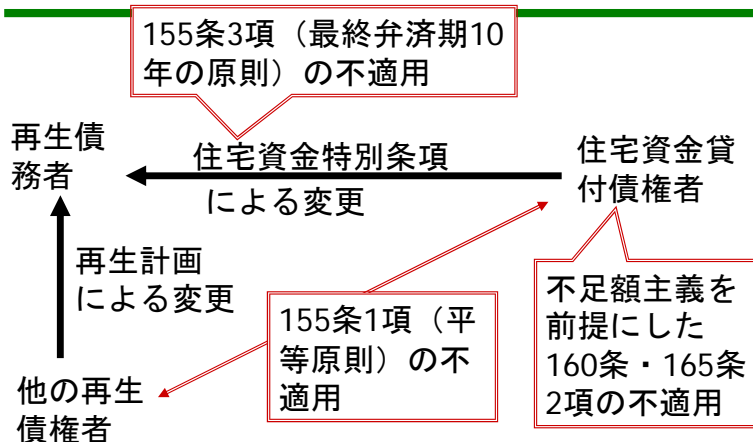 155条3項（最終弁済期10
年の原則）の不適用
再生債
務者
住宅資金特別条項
による変更
住宅資金貸
付債権者
再生計画
による変更
155条1項（平
等原則）の不
適用
不足額主義を
前提にした
160条・165条
2項の不適用
他の再生
債権者